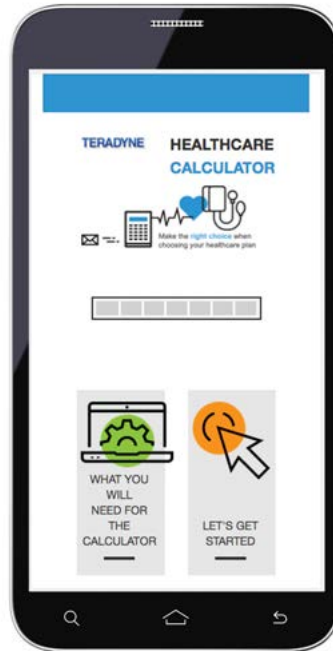 TERADYNE
HEALTHCARE
CALCULATOR
Make the right choice when
choosing your healthcare plan
WHAT YOU
WILL
NEED FOR
THE
CALCULATOR
LET'S GET
STARTED